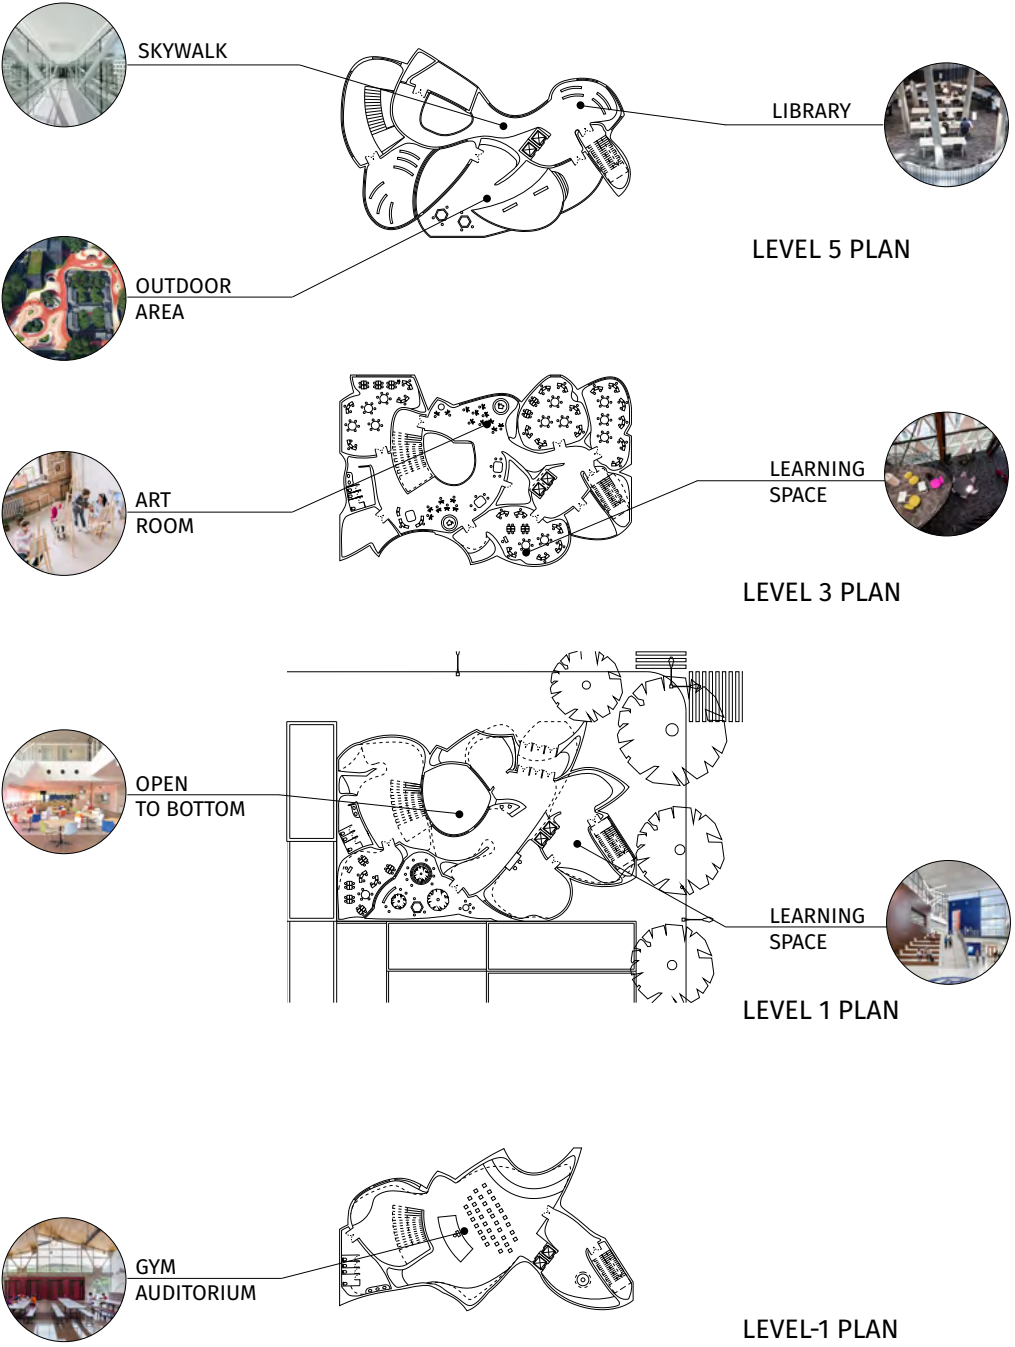 SKYWALK
LIBRARY
LEVEL 5 PLAN
OUTDOOR
AREA
LEARNING
SPACE
ART
ROOM
LEVEL 3 PLAN
OPEN
TO BOTTOM
LEARNING
SPACE
LEVEL 1 PLAN
GYM
AUDITORIUM
LEVEL-1 PLAN